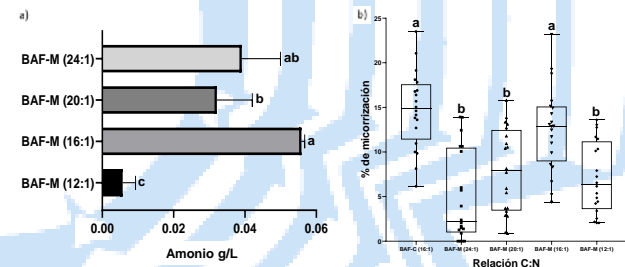 a)
BAF-M (24:1)
ab
BAF-M (20:1)
b
BAF-M (16:1)
a
BAF-M (12:1)
c
0.00 0.02 0.04 0.06
Amonio g/L
b)
% de micorrización
25
20
15
10
5
0
a
b
b
a
b
BAF-C (16:1) BAF-M (24:1) BAF-M (20:1) BAF-M (16:1) BAF-M (12:1)
Relación C:N